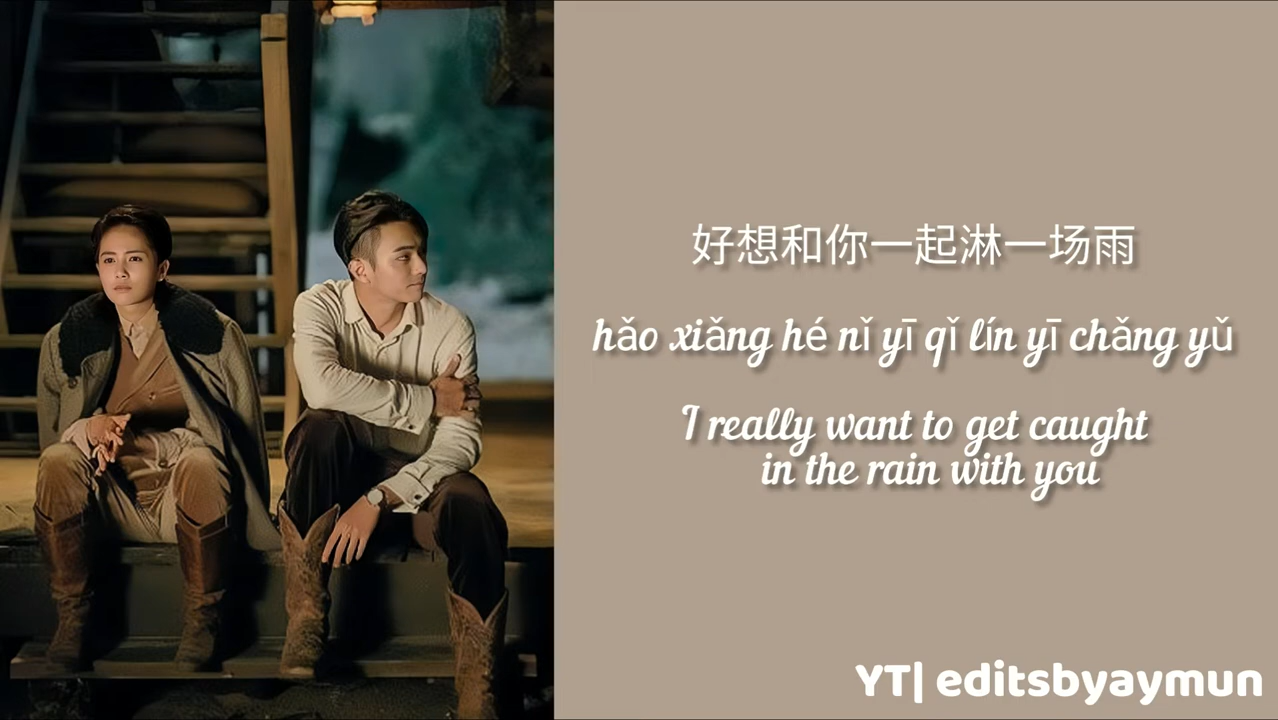 好想和你一起淋一场雨
hǎo xiǎng hé nǐ yī qǐ lín yī chǎng yǔ
I really want to get caught
in the rain with you
YT| editsbyaymun